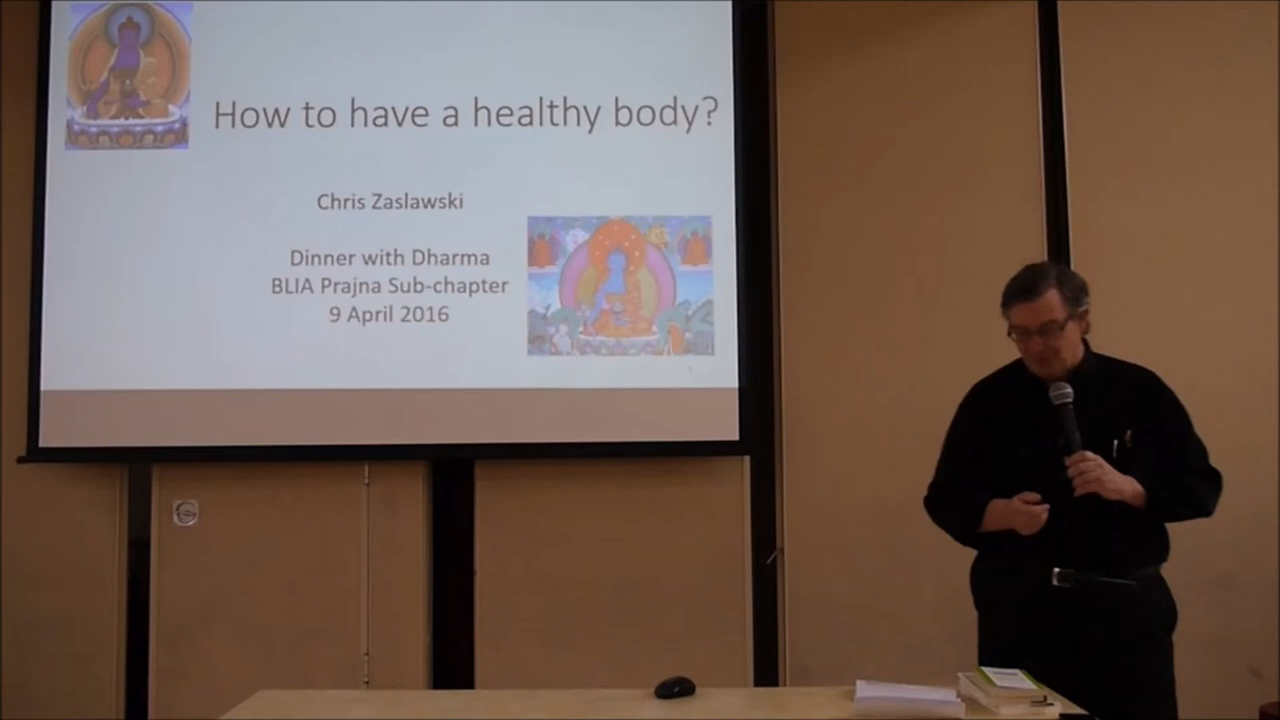 How to have a healthy body?
Chris Zaslawski
Dinner with Dharma
BLIA Prajna Sub-chapter
9 April 2016